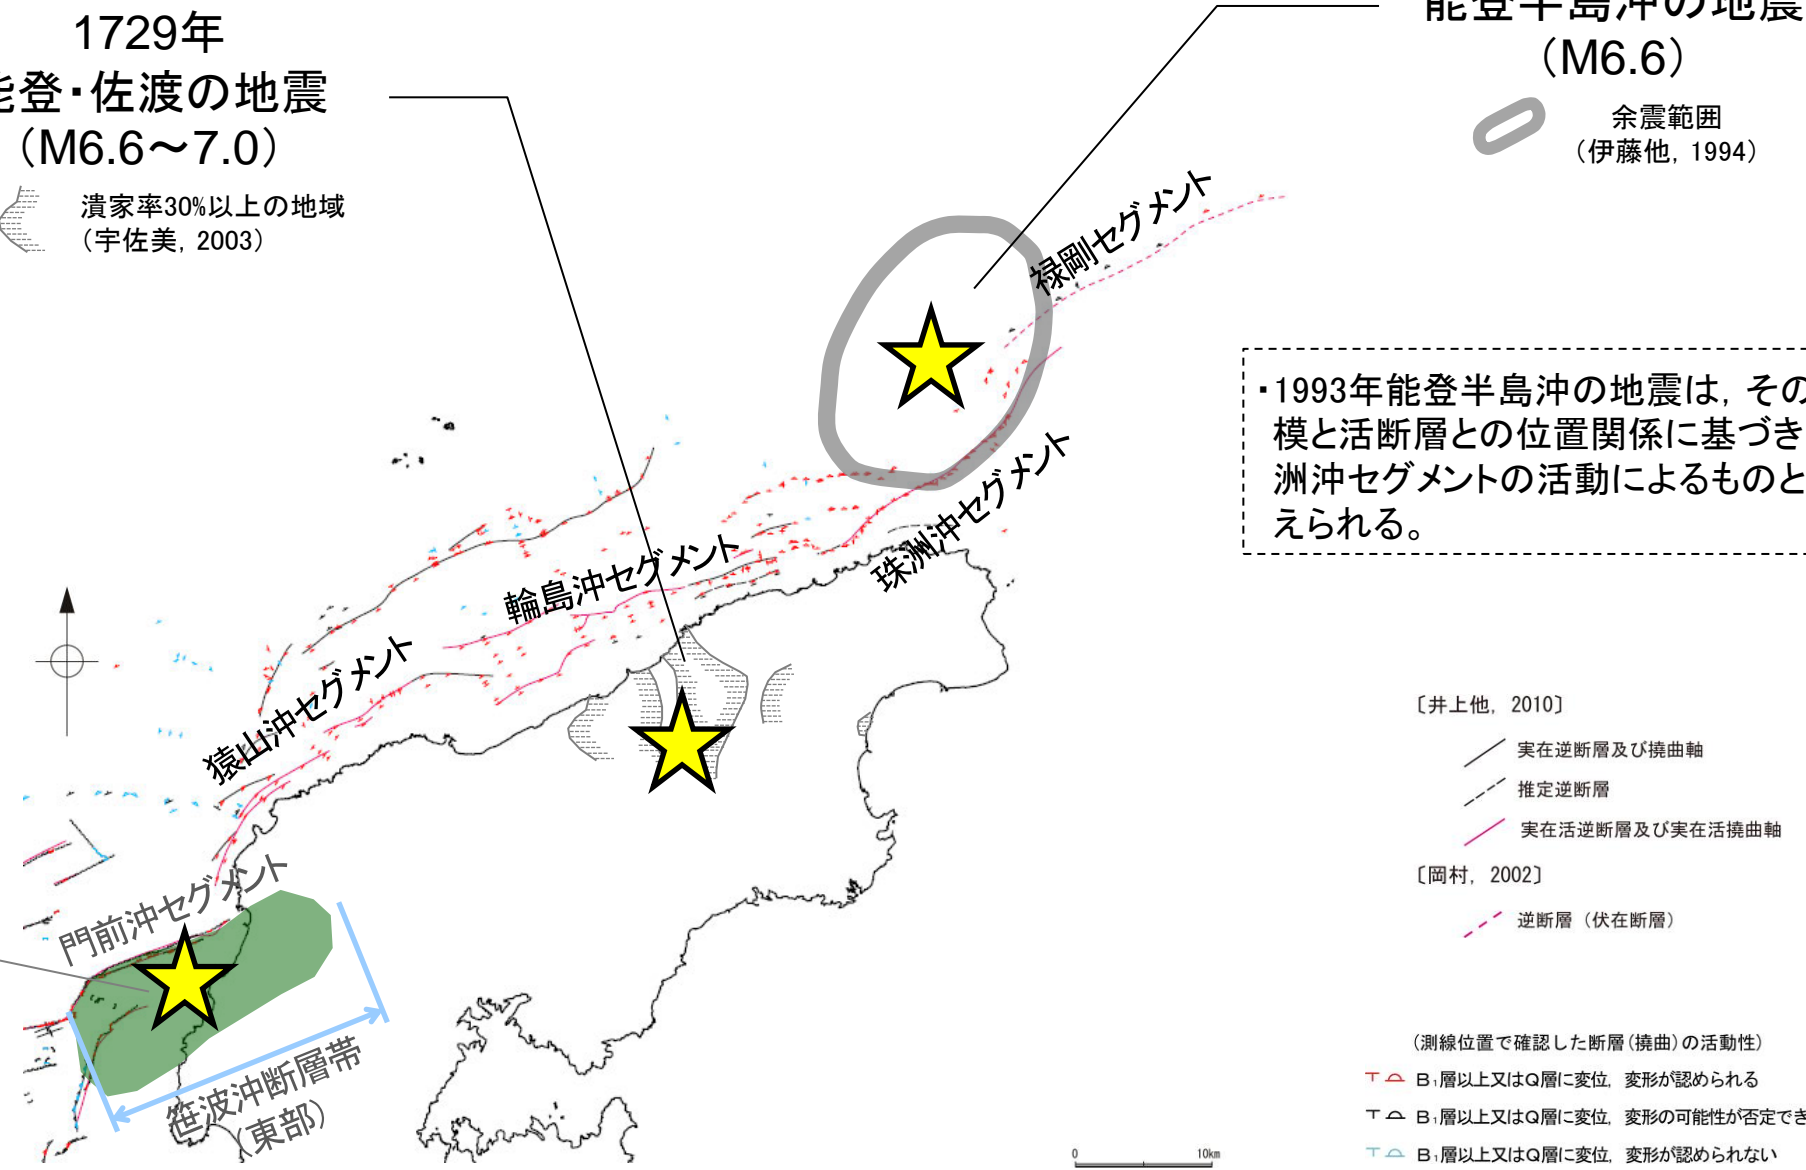 1729年
能登・佐渡の地震
（M6.6～7.0）
潰家率30%以上の地域
（宇佐美, 2003）
能登半島沖の地震
（M6.6）
余震範囲
（伊藤他, 1994）
禄剛セグメント
・1993年能登半島沖の地震は, その
模と活断層との位置関係に基づき
洲沖セグメントの活動によるものと
えられる。
珠洲沖セグメント
輪島沖セグメント
猿山沖セグメント
門前沖セグメント
笹波沖断層帯
（東部）
〔井上他, 2010〕
実在逆断層及び撓曲軸
推定逆断層
実在活逆断層及び実在活撓曲軸
〔岡村, 2002〕
逆断層（伏在断層）
（測線位置で確認した断層（撓曲）の活動性）
B₁層以上又はQ層に変位, 変形が認められる
B₁層以上又はQ層に変位, 変形の可能性が否定でき
B₁層以上又はQ層に変位, 変形が認められない
0 10km